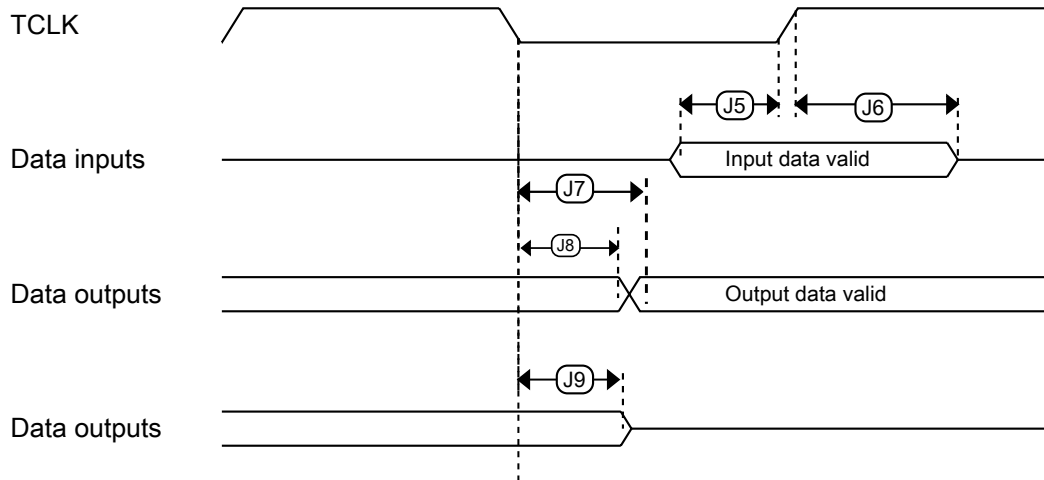 TCLK
J5
J6
Data inputs
Input data valid
J7
J8
Data outputs
Output data valid
J9
Data outputs